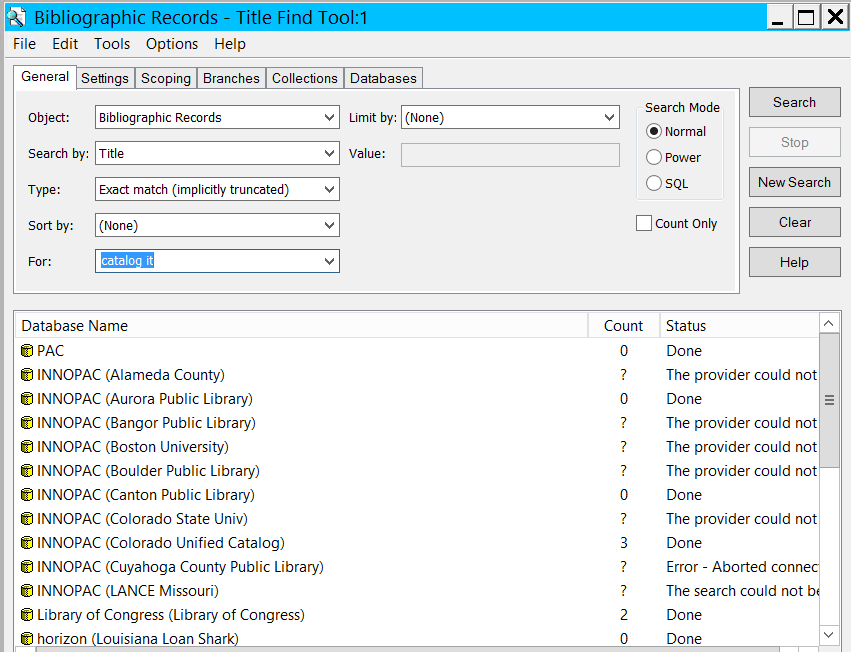 Bibliographic Records - Title Find Tool:1
File Edit Tools Options Help
General Settings Scoping Branches Collections Databases
Object: Bibliographic Records Limit by: (None)
Search by: Title Value:
Type: Exact match (implicitly truncated)
Sort by: (None)
For: catalog it
Search Mode
Normal
Power
SQL
Count Only
Search
Stop
New Search
Clear
Help
Database Name Count Status
PAC 0 Done
INNOPAC (Alameda County) ? The provider could not
INNOPAC (Aurora Public Library) 0 Done
INNOPAC (Bangor Public Library) ? The provider could not
INNOPAC (Boston University) ? The provider could not
INNOPAC (Boulder Public Library) ? The provider could not
INNOPAC (Canton Public Library) 0 Done
INNOPAC (Colorado State Univ) ? The provider could not
INNOPAC (Colorado Unified Catalog) 3 Done
INNOPAC (Cuyahoga County Public Library) ? Error - Aborted connec
INNOPAC (LANCE Missouri) ? The search could not be
Library of Congress (Library of Congress) 2 Done
horizon (Louisiana Loan Shark) 0 Done